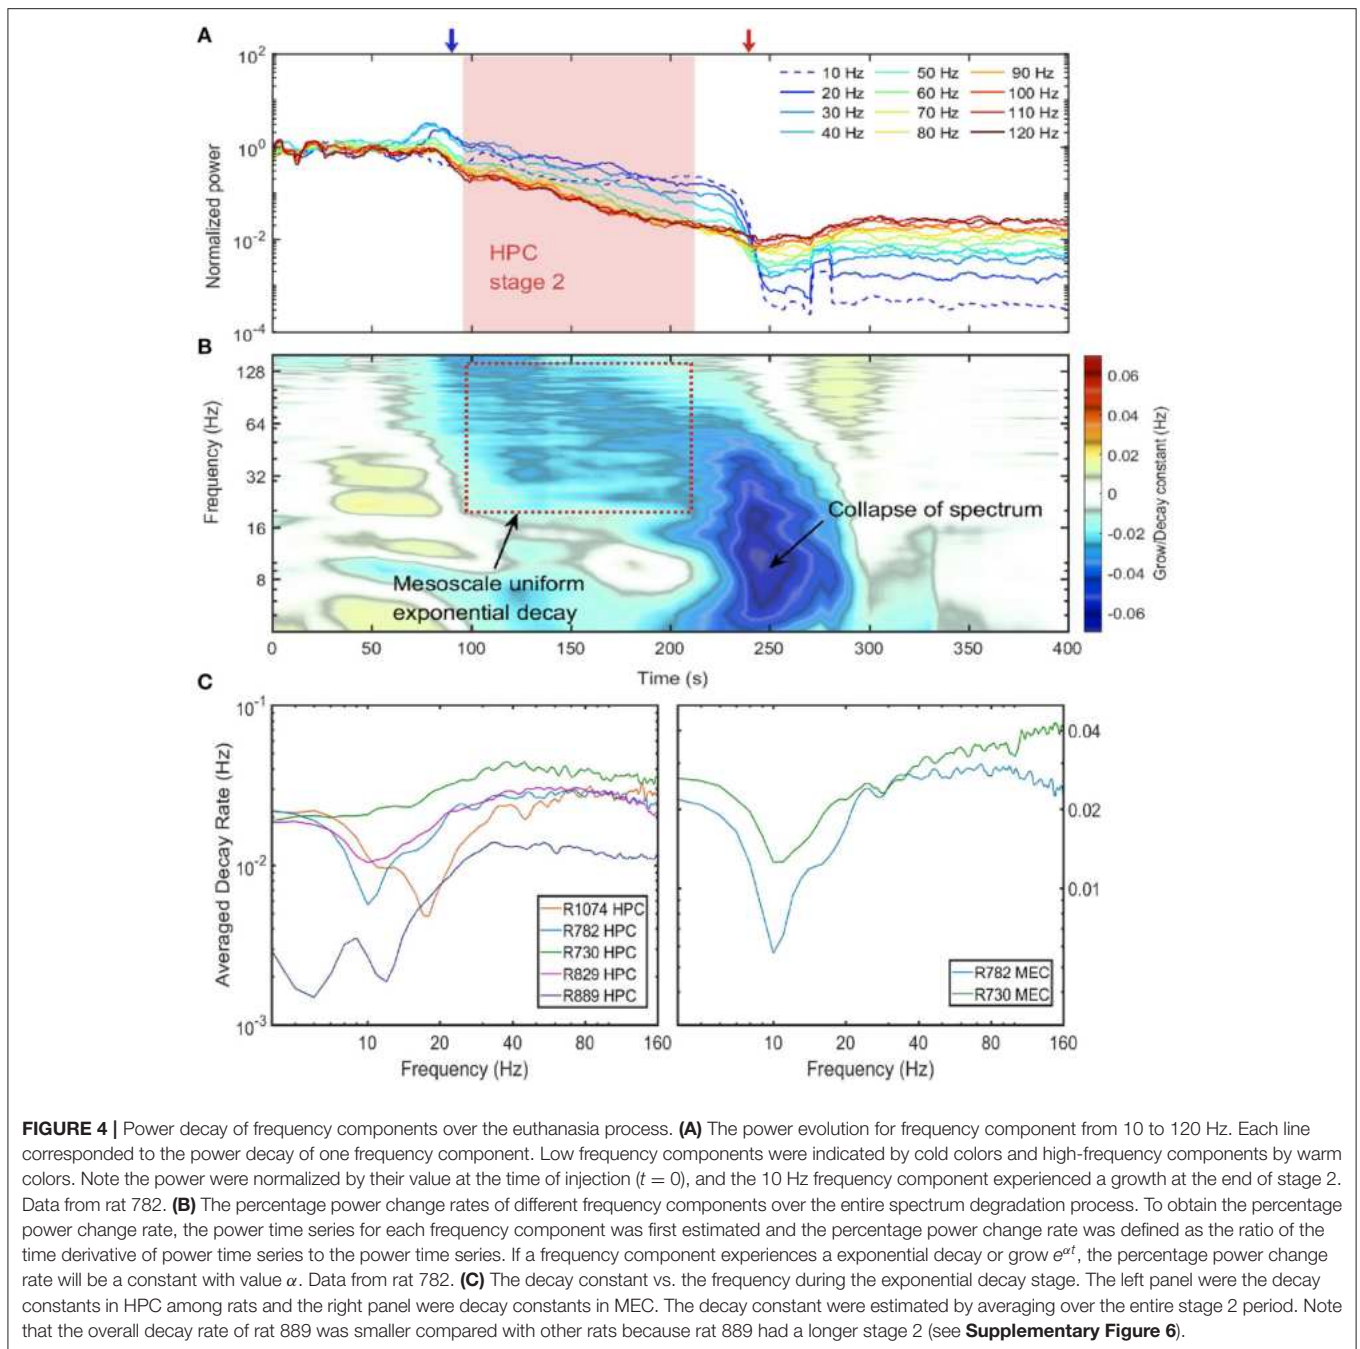 A
10^2
10^0
10^-2
10^-4
Normalized power
10 Hz
20 Hz
30 Hz
40 Hz
50 Hz
60 Hz
70 Hz
80 Hz
90 Hz
100 Hz
110 Hz
120 Hz
HPC
stage 2
B
128
64
32
16
8
Frequency (Hz)
Collapse of spectrum
Mesoscale uniform
exponential decay
0 50 100 150 200 250 300 350 400
Time (s)
0.06
0.04
0.02
0
-0.02
-0.04
-0.06
Grow/Decay constant (Hz)
C
10^-1
10^-2
10^-3
Averaged Decay Rate (Hz)
R1074 HPC
R782 HPC
R730 HPC
R829 HPC
R889 HPC
10 20 40 80 160
Frequency (Hz)
0.04
0.02
0.01
R782 MEC
R730 MEC
10 20 40 80 160
Frequency (Hz)
FIGURE 4 | Power decay of frequency components over the euthanasia process. (A) The power evolution for frequency component from 10 to 120 Hz. Each line
corresponded to the power decay of one frequency component. Low frequency components were indicated by cold colors and high-frequency components by warm
colors. Note the power were normalized by their value at the time of injection (t = 0), and the 10 Hz frequency component experienced a growth at the end of stage 2.
Data from rat 782. (B) The percentage power change rates of different frequency components over the entire spectrum degradation process. To obtain the percentage
power change rate, the power time series for each frequency component was first estimated and the percentage power change rate was defined as the ratio of the
time derivative of power time series to the power time series. If a frequency component experiences a exponential decay or grow e^αt, the percentage power change
rate will be a constant with value α. Data from rat 782. (C) The decay constant vs. the frequency during the exponential decay stage. The left panel were the decay
constants in HPC among rats and the right panel were decay constants in MEC. The decay constant were estimated by averaging over the entire stage 2 period. Note
that the overall decay rate of rat 889 was smaller compared with other rats because rat 889 had a longer stage 2 (see Supplementary Figure 6).